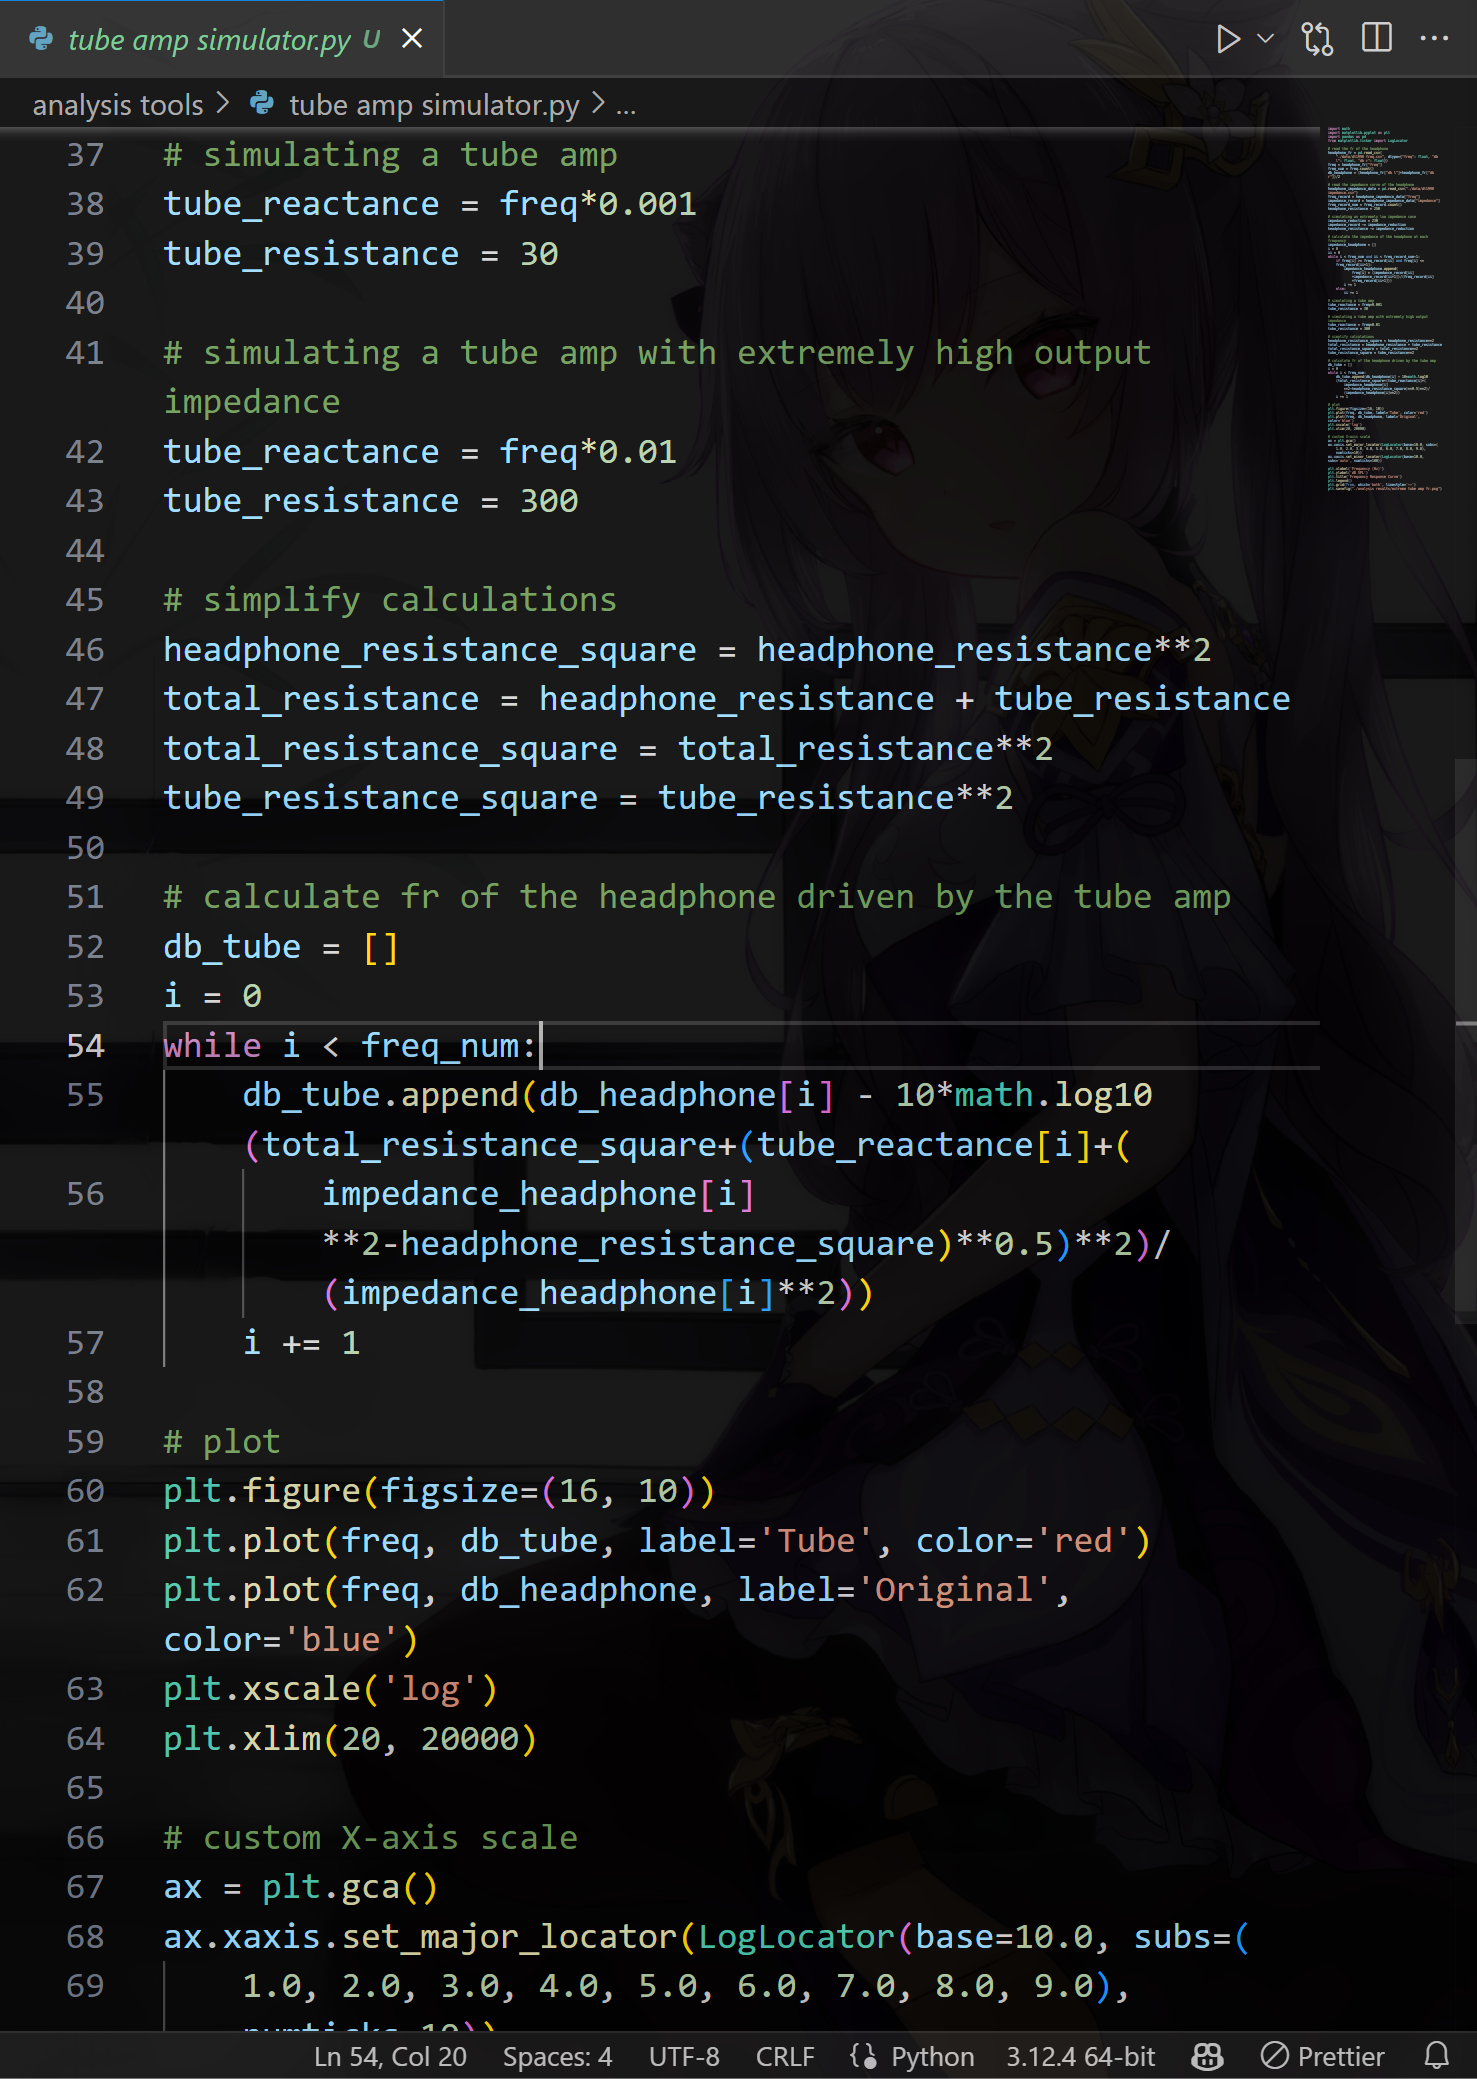 tube amp simulator.py U
analysis tools > tube amp simulator.py > ...
37 # simulating a tube amp
38 tube_reactance = freq*0.001
39 tube_resistance = 30
40
41 # simulating a tube amp with extremely high output
impedance
42 tube_reactance = freq*0.01
43 tube_resistance = 300
44
45 # simplify calculations
46 headphone_resistance_square = headphone_resistance**2
47 total_resistance = headphone_resistance + tube_resistance
48 total_resistance_square = total_resistance**2
49 tube_resistance_square = tube_resistance**2
50
51 # calculate fr of the headphone driven by the tube amp
52 db_tube = []
53 i = 0
54 while i < freq_num:
55 db_tube.append(db_headphone[i] - 10*math.log10
(total_resistance_square+(tube_reactance[i]+(
56 impedance_headphone[i]
**2-headphone_resistance_square)**0.5)**2)/
(impedance_headphone[i]**2))
57 i += 1
58
59 # plot
60 plt.figure(figsize=(16, 10))
61 plt.plot(freq, db_tube, label='Tube', color='red')
62 plt.plot(freq, db_headphone, label='Original',
color='blue')
63 plt.xscale('log')
64 plt.xlim(20, 20000)
65
66 # custom X-axis scale
67 ax = plt.gca()
68 ax.xaxis.set_major_locator(LogLocator(base=10.0, subs=(
69 1.0, 2.0, 3.0, 4.0, 5.0, 6.0, 7.0, 8.0, 9.0),
Ln 54, Col 20 Spaces: 4 UTF-8 CRLF Python 3.12.4 64-bit Prettier